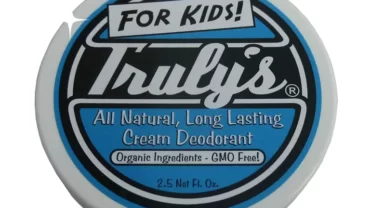 FOR KIDS!
Truly's®
All Natural, Long Lasting
Cream Deodorant
Organic Ingredients - GMO Free!
2.5 Net Fl. Oz.